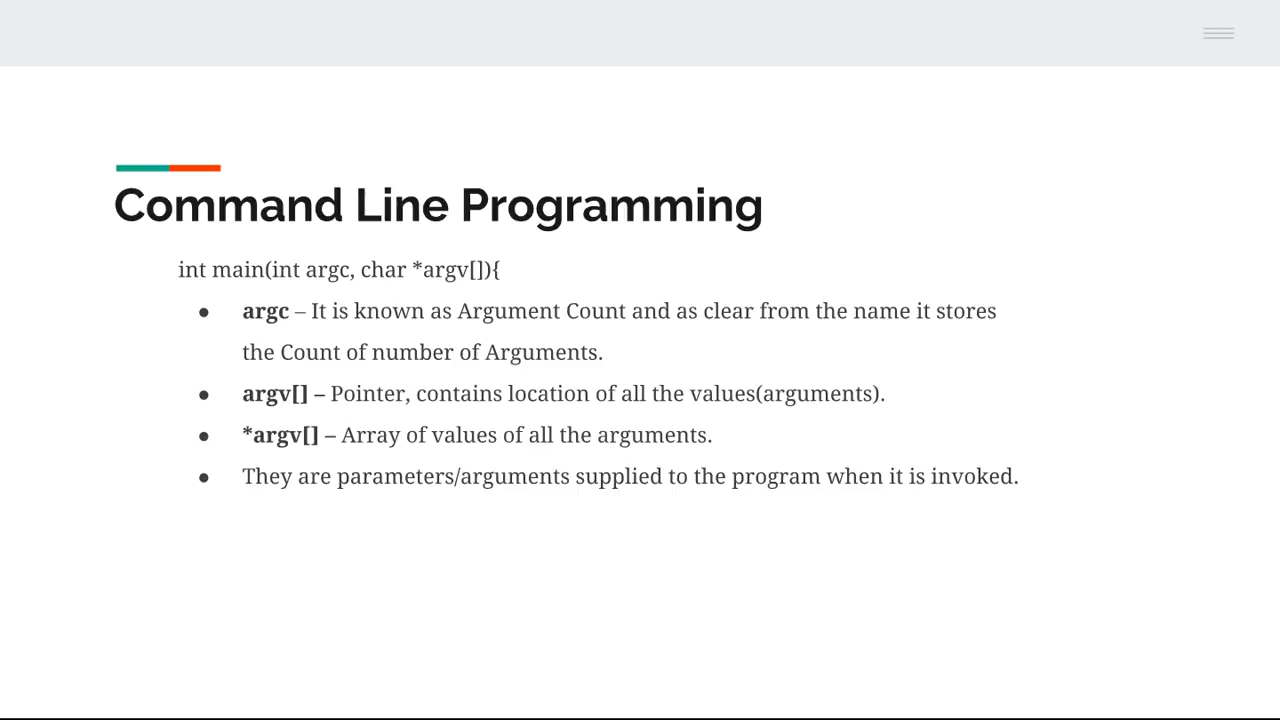 Command Line Programming
int main(int argc, char *argv[]){
● argc – It is known as Argument Count and as clear from the name it stores
the Count of number of Arguments.
● argv[] – Pointer, contains location of all the values(arguments).
● *argv[] – Array of values of all the arguments.
● They are parameters/arguments supplied to the program when it is invoked.